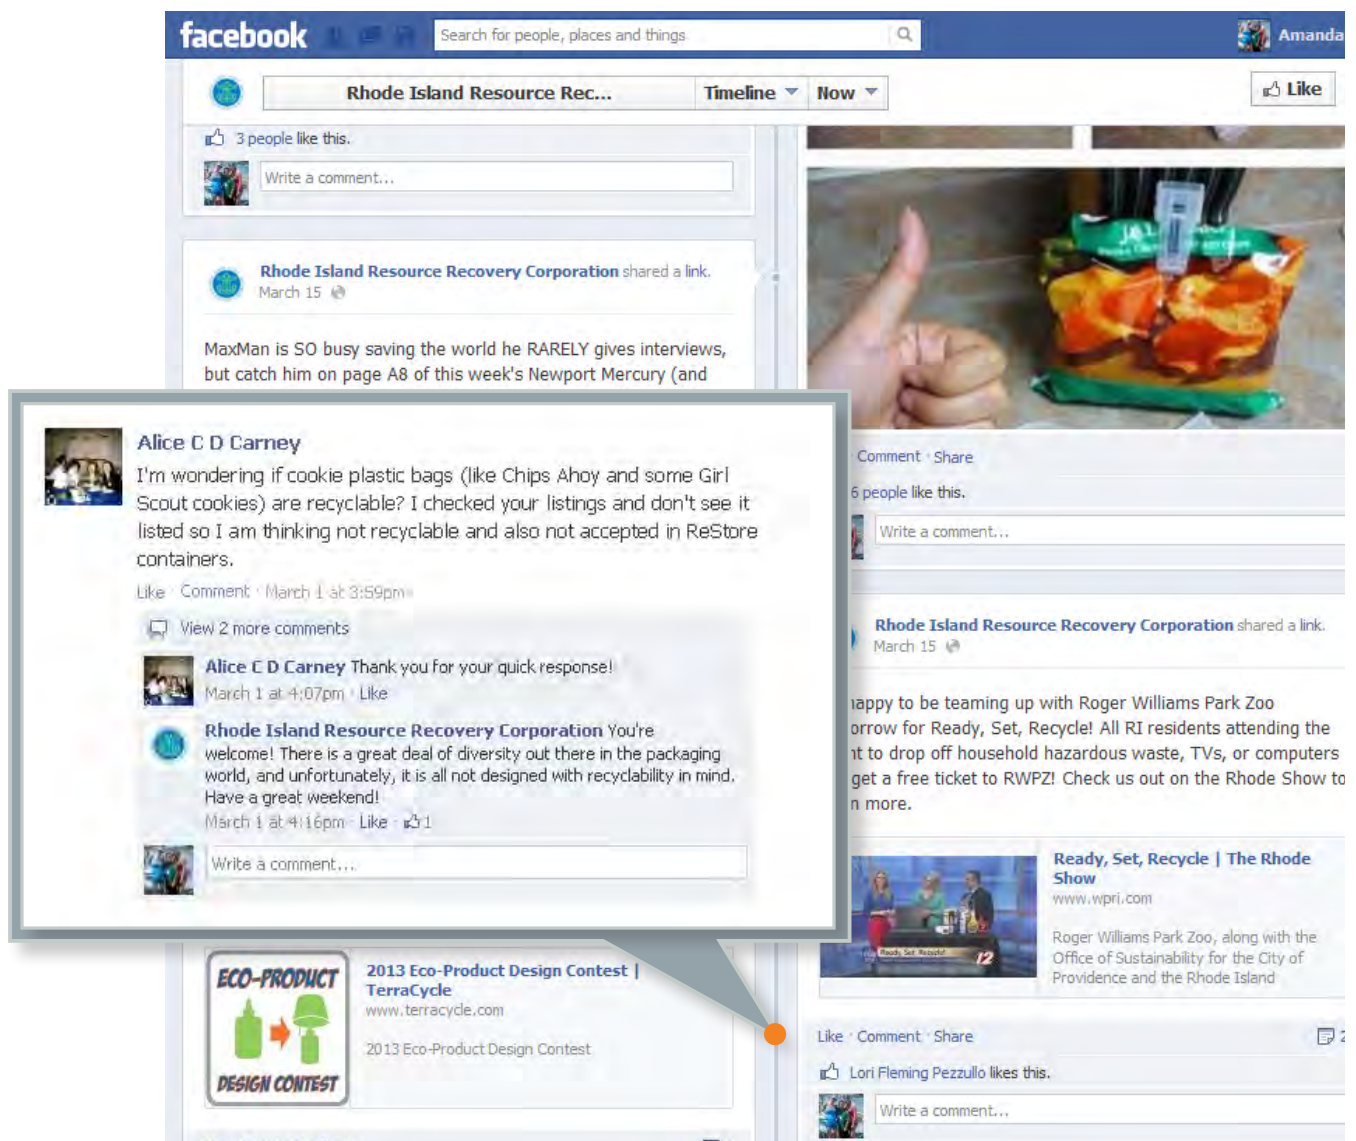 facebook
Search for people, places and things
Amanda
Rhode Island Resource Rec...
Timeline
Now
Like
3 people like this.
Write a comment...
Rhode Island Resource Recovery Corporation shared a link.
March 15
MaxMan is SO busy saving the world he RARELY gives interviews,
but catch him on page A8 of this week's Newport Mercury (and
Alice C D Carney
I'm wondering if cookie plastic bags (like Chips Ahoy and some Girl
Scout cookies) are recyclable? I checked your listings and don't see it
listed so I am thinking not recyclable and also not accepted in ReStore
containers.
Like · Comment · March 1 at 3:59pm
View 2 more comments
Alice C D Carney Thank you for your quick response!
March 1 at 4:07pm · Like
Rhode Island Resource Recovery Corporation You're
welcome! There is a great deal of diversity out there in the packaging
world, and unfortunately, it is all not designed with recyclability in mind.
Have a great weekend!
March 1 at 4:16pm · Like · 1
Write a comment...
ECO-PRODUCT
DESIGN CONTEST
2013 Eco-Product Design Contest |
TerraCycle
www.terracycle.com
2013 Eco-Product Design Contest
Comment · Share
6 people like this.
Write a comment...
Rhode Island Resource Recovery Corporation shared a link.
March 15
appy to be teaming up with Roger Williams Park Zoo
orrow for Ready, Set, Recycle! All RI residents attending the
nt to drop off household hazardous waste, TVs, or computers
get a free ticket to RWPZ! Check us out on the Rhode Show to
n more.
Ready, Set, Recycle!
12
Ready, Set, Recycle | The Rhode
Show
www.wpri.com
Roger Williams Park Zoo, along with the
Office of Sustainability for the City of
Providence and the Rhode Island
Like · Comment · Share
2
Lori Fleming Pezzullo likes this.
Write a comment...